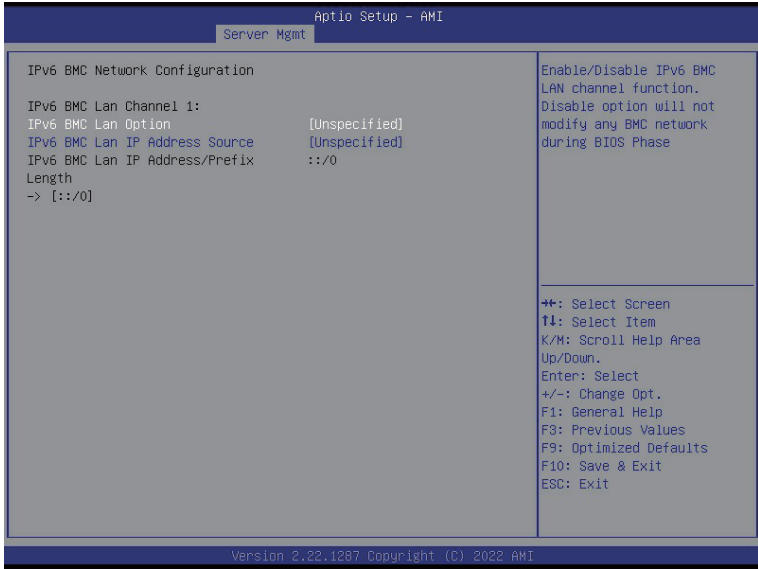 Aptio Setup – AMI
Server Mgmt
IPv6 BMC Network Configuration
IPv6 BMC Lan Channel 1:
IPv6 BMC Lan Option [Unspecified]
IPv6 BMC Lan IP Address Source [Unspecified]
IPv6 BMC Lan IP Address/Prefix ::/0
Length
-> [::/0]
Enable/Disable IPv6 BMC
LAN channel function.
Disable option will not
modify any BMC network
during BIOS Phase
→←: Select Screen
↑↓: Select Item
K/M: Scroll Help Area
Up/Down.
Enter: Select
+/-: Change Opt.
F1: General Help
F3: Previous Values
F9: Optimized Defaults
F10: Save & Exit
ESC: Exit
Version 2.22.1287 Copyright (C) 2022 AMI